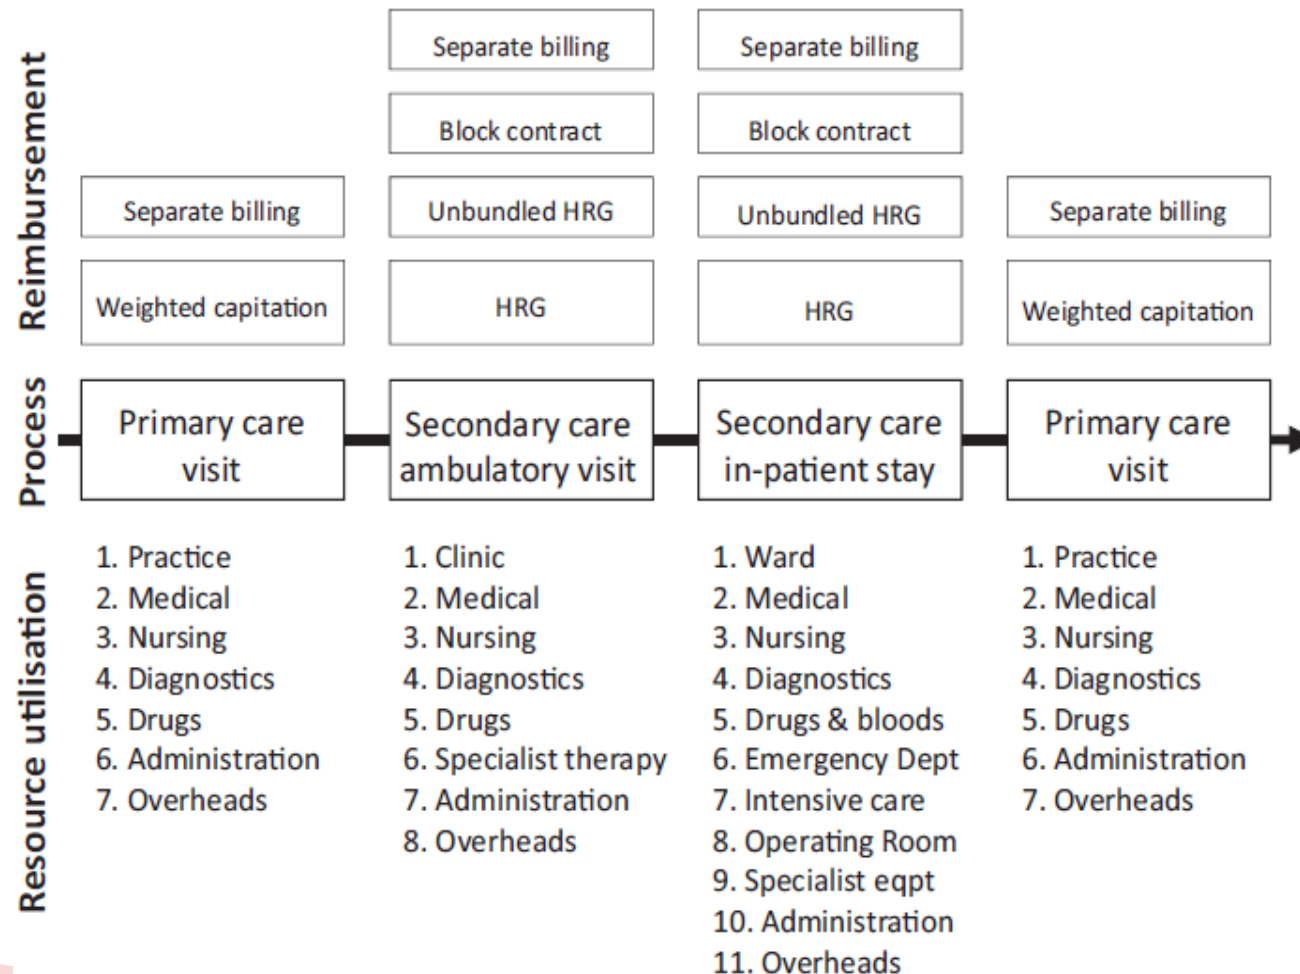 Reimbursement
Separate billing
Separate billing
Block contract
Block contract
Separate billing
Unbundled HRG
Unbundled HRG
Separate billing
Weighted capitation
HRG
HRG
Weighted capitation
Process
Primary care
visit
Secondary care
ambulatory visit
Secondary care
in-patient stay
Primary care
visit
Resource utilisation
1. Practice
2. Medical
3. Nursing
4. Diagnostics
5. Drugs
6. Administration
7. Overheads
1. Clinic
2. Medical
3. Nursing
4. Diagnostics
5. Drugs
6. Specialist therapy
7. Administration
8. Overheads
1. Ward
2. Medical
3. Nursing
4. Diagnostics
5. Drugs & bloods
6. Emergency Dept
7. Intensive care
8. Operating Room
9. Specialist eqpt
10. Administration
11. Overheads
1. Practice
2. Medical
3. Nursing
4. Diagnostics
5. Drugs
6. Administration
7. Overheads